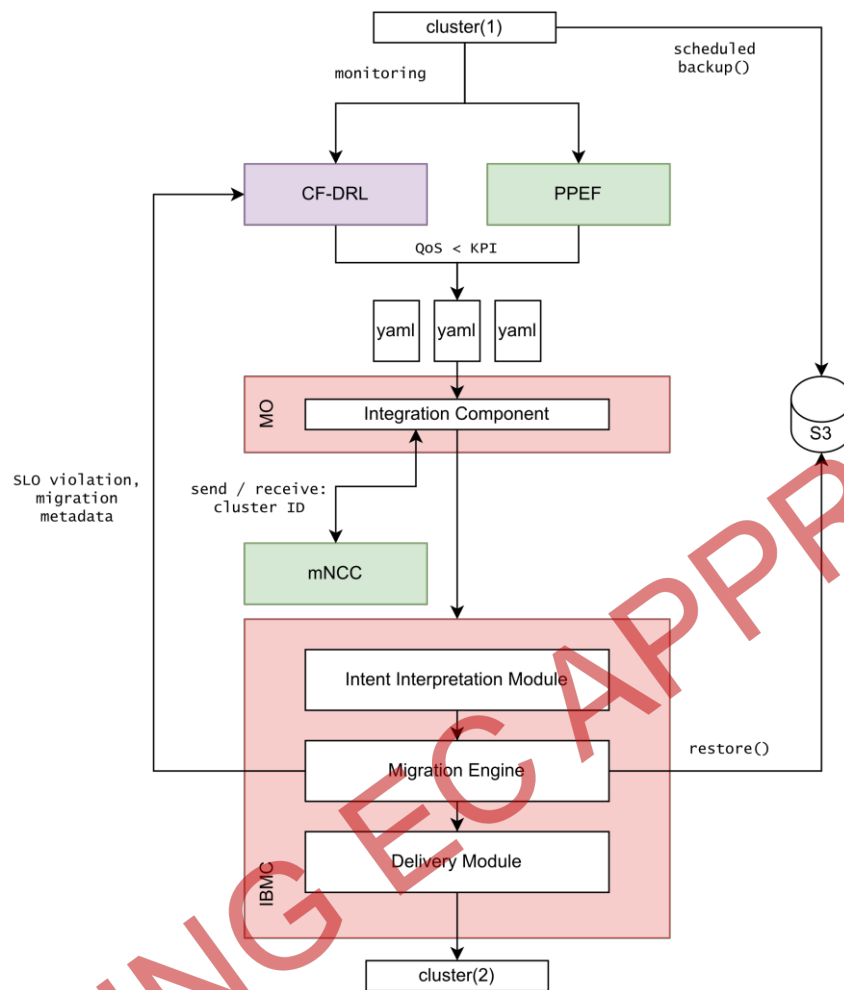 cluster(1)
scheduled
backup()
monitoring
CF-DRL
PPEF
QoS < KPI
yaml
yaml
yaml
MO
Integration Component
S3
SLO violation,
migration
metadata
send / receive:
cluster ID
mNCC
Intent Interpretation Module
Migration Engine
restore()
Delivery Module
IBMC
cluster(2)
NG EC APPR